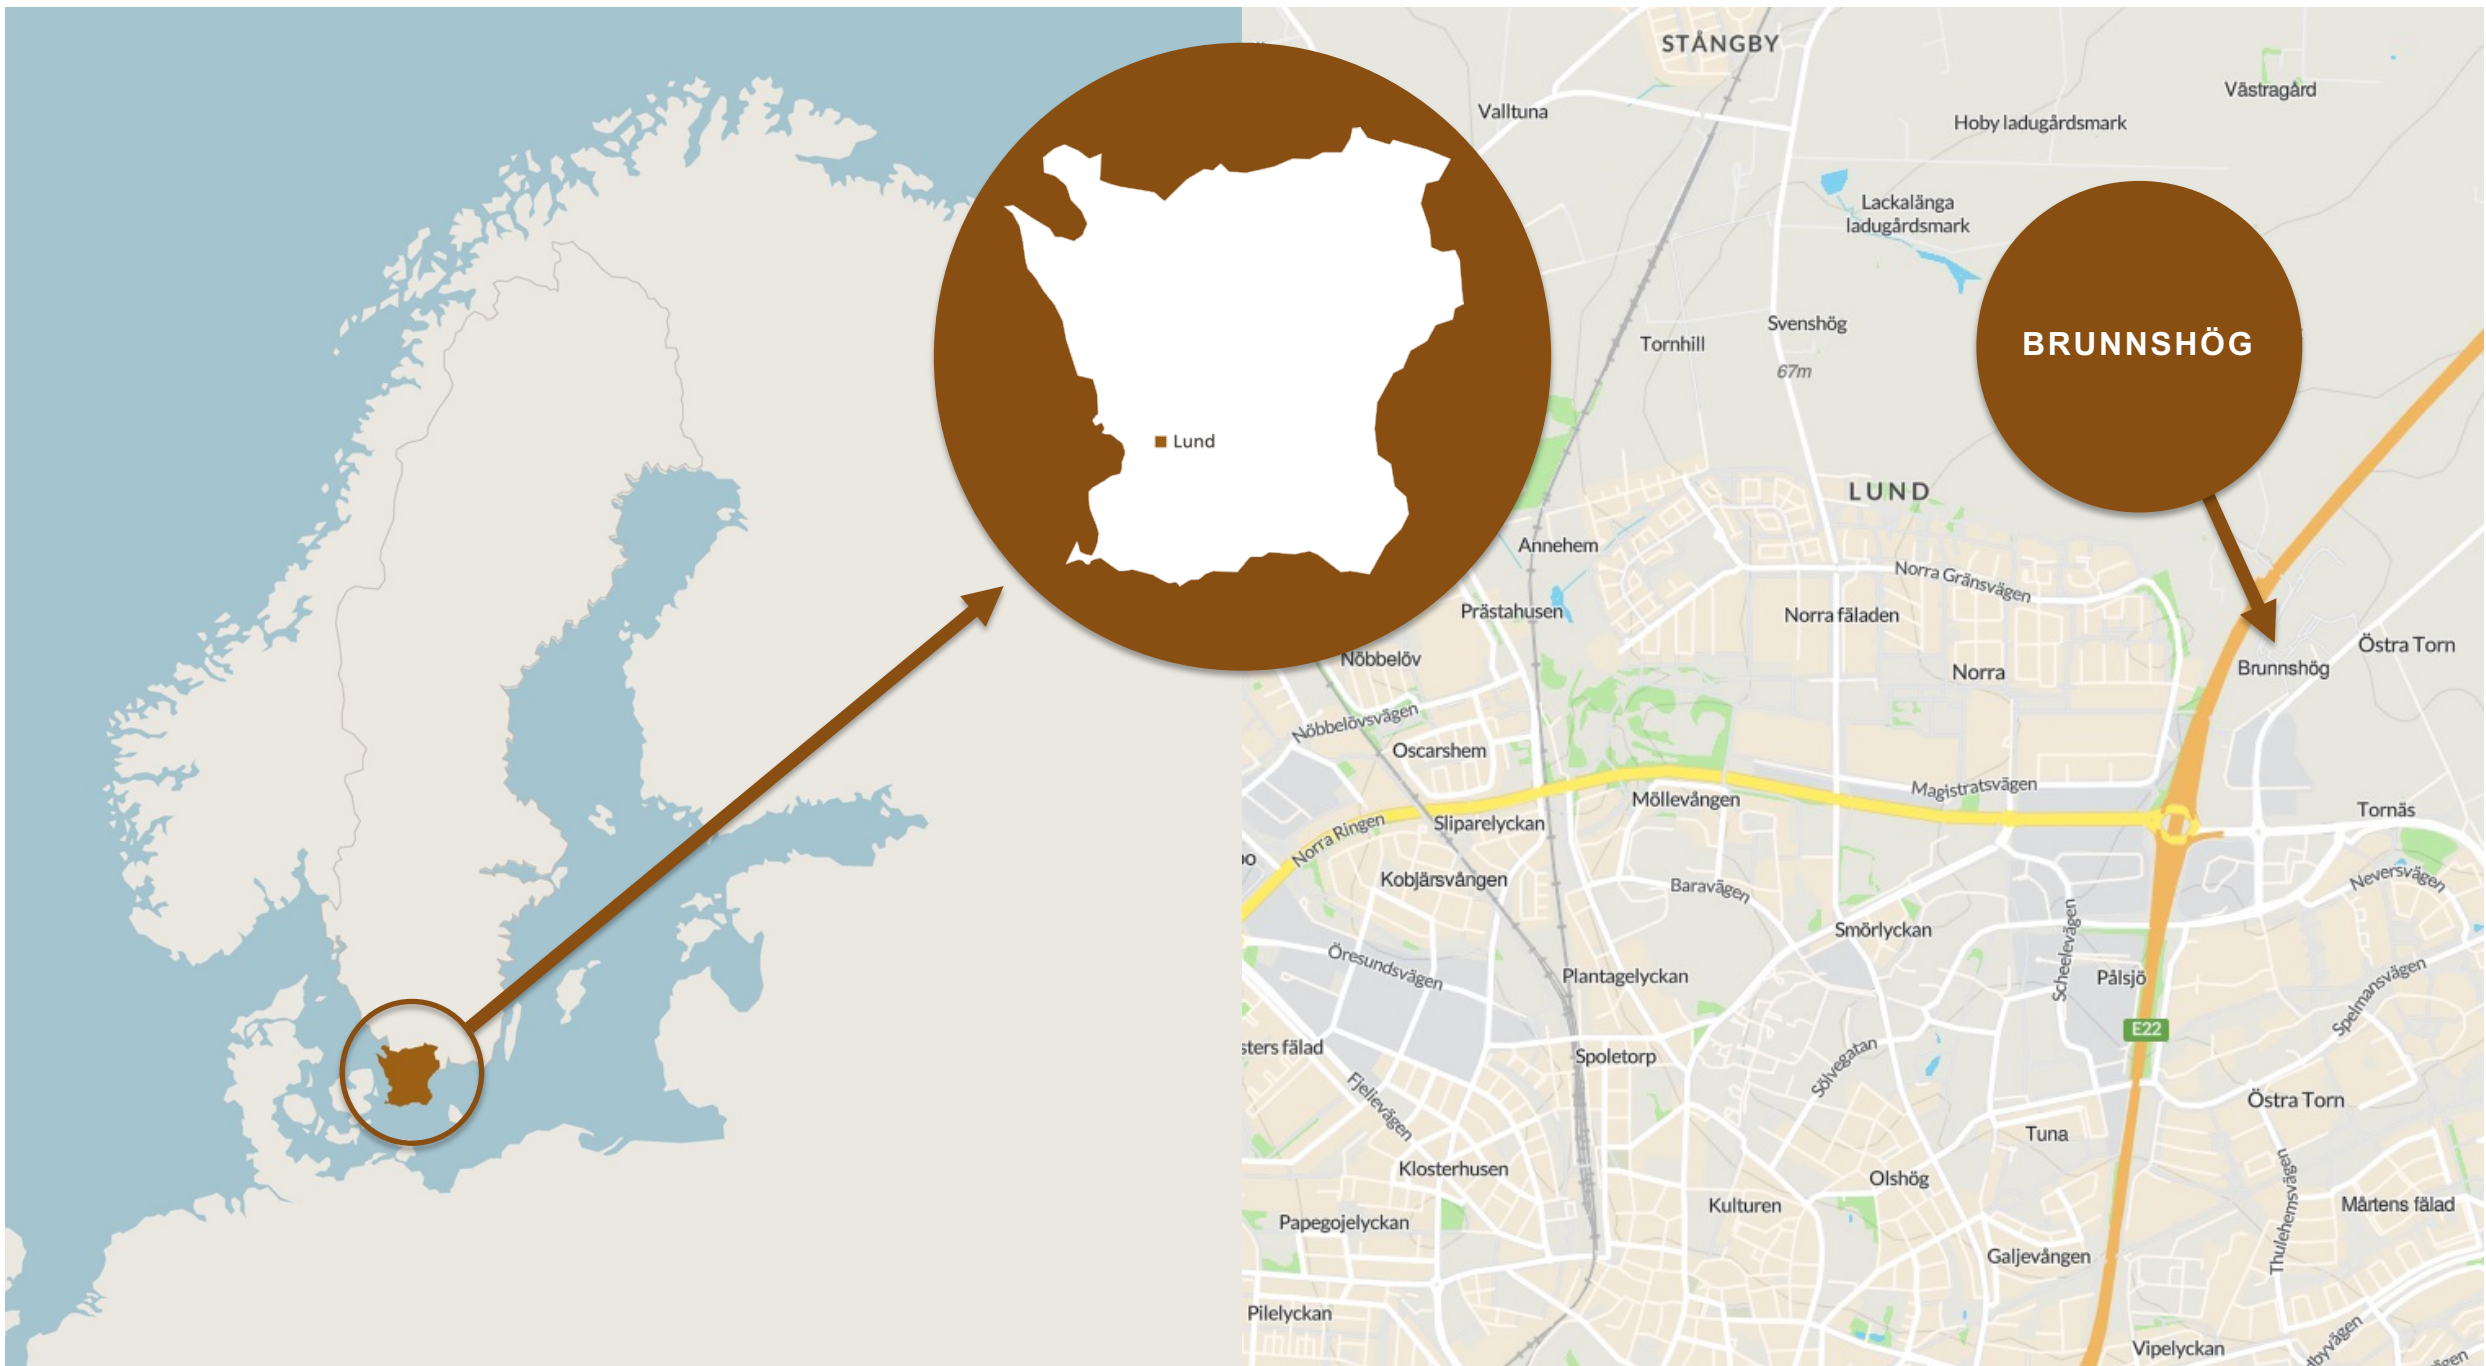 STÅNGBY
Västragård
Valltuna
Hoby ladugårdsmark
Lackalänga
ladugårdsmark
Svenshög
Tornhill
67m
BRUNNSHÖG
Lund
LUND
Annehem
Norra Gränsvägen
Prästahusen
Norra fäladen
Östra Torn
Nöbbelöv
Norra
Brunnshög
Nöbbelövsvägen
Oscarshem
Magistratsvägen
Möllevången
Tornäs
Norra Ringen
Sliparelyckan
Kobjärsvången
Baravägen
Neversvägen
Smörlyckan
Öresundsvägen
Scheelevägen
Plantagelyckan
Pålsjö
Spelmansvägen
E22
sters fälad
Spoletorp
Sölvegatan
Fjelievägen
Östra Torn
Tuna
Klosterhusen
Olshög
Kulturen
Thulehemsvägen
Mårtens fälad
Papegojelyckan
Galjevången
Pilelyckan
Vipelyckan